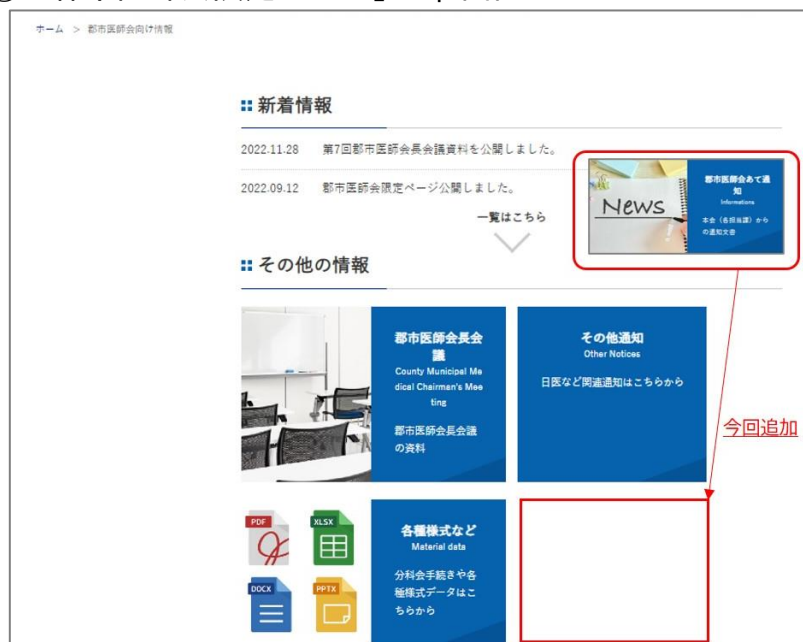 ホーム > 郡市医師会向け情報
新着情報
2022.11.28 第7回郡市医師会長会議資料を公開しました。
2022.09.12 郡市医師会限定ページ公開しました。
一覧はこちら
News
郡市医師会あて通
知
Informations
本会(各担当課)から
の通知文書
その他の情報
郡市医師会長会
議
County Municipal Me
dical Chairman's Mee
ting
郡市医師会長会議
の資料
その他通知
Other Notices
日医など関連通知はこちらから
今回追加
PDF
XLSX
DOCX
PPTX
各種様式など
Material data
分科会手続きや各
種様式データはこ
ちらから